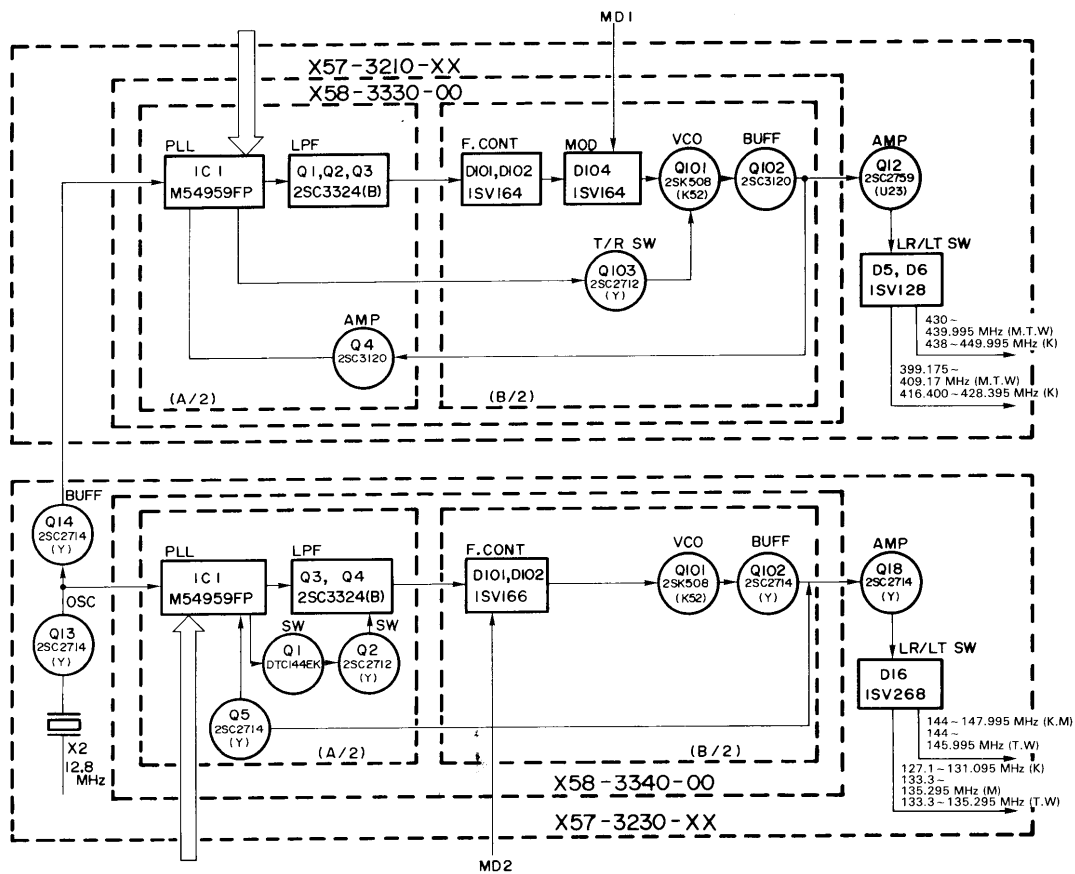 MD1
X57-3210-XX
X58-3330-00
PLL
IC1
M54959FP
LPF
Q1,Q2,Q3
2SC3324(B)
F.CONT
D101,D102
1SV164
MOD
D104
1SV164
VCO
Q101
2SK508
(K52)
BUFF
Q102
2SC3120
AMP
Q12
2SC2759
(U23)
T/R SW
Q103
2SC2712
(Y)
LR/LT SW
D5, D6
1SV128
AMP
Q4
2SC3120
430~
439.995 MHz (M.T.W)
438~449.995 MHz (K)
399.175~
409.17 MHz (M.T.W)
416.400~428.395 MHz (K)
(A/2)
(B/2)
BUFF
Q14
2SC2714
(Y)
OSC
Q13
2SC2714
(Y)
X2
12.8
MHz
PLL
IC1
M54959FP
LPF
Q3, Q4
2SC3324(B)
SW
Q1
DTC144EK
SW
Q2
2SC2712
(Y)
Q5
2SC2714
(Y)
(A/2)
F.CONT
D101,D102
1SV166
VCO
Q101
2SK508
(K52)
BUFF
Q102
2SC2714
(Y)
AMP
Q18
2SC2714
(Y)
LR/LT SW
D16
1SV268
144~147.995 MHz (K.M)
144~
145.995 MHz (T.W)
127.1~131.095 MHz (K)
133.3~
135.295 MHz (M)
133.3~135.295 MHz (T.W)
(B/2)
X58-3340-00
X57-3230-XX
MD2